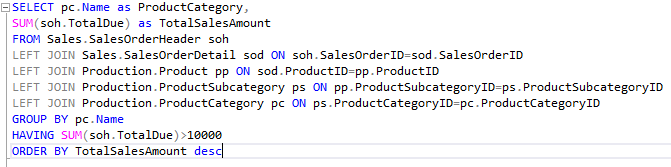 SELECT pc.Name as ProductCategory,
SUM(soh.TotalDue) as TotalSalesAmount
FROM Sales.SalesOrderHeader soh
LEFT JOIN Sales.SalesOrderDetail sod ON soh.SalesOrderID=sod.SalesOrderID
LEFT JOIN Production.Product pp ON sod.ProductID=pp.ProductID
LEFT JOIN Production.ProductSubcategory ps ON pp.ProductSubcategoryID=ps.ProductSubcategoryID
LEFT JOIN Production.ProductCategory pc ON ps.ProductCategoryID=pc.ProductCategoryID
GROUP BY pc.Name
HAVING SUM(soh.TotalDue)>10000
ORDER BY TotalSalesAmount desc